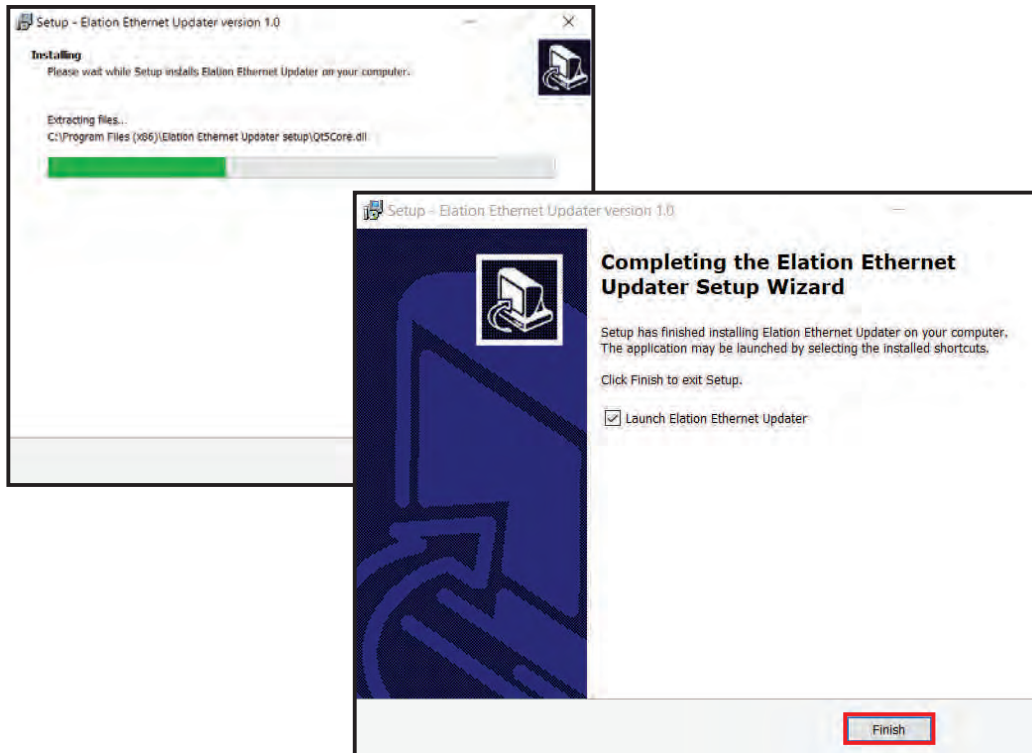 Setup - Elation Ethernet Updater version 1.0
Installing
Please wait while Setup installs Elation Ethernet Updater on your computer.
Extracting files...
C:\Program Files (x86)\Elation Ethernet Updater setup\Qt5Core.dll
Setup - Elation Ethernet Updater version 1.0
Completing the Elation Ethernet
Updater Setup Wizard
Setup has finished installing Elation Ethernet Updater on your computer.
The application may be launched by selecting the installed shortcuts.
Click Finish to exit Setup.
Launch Elation Ethernet Updater
Finish